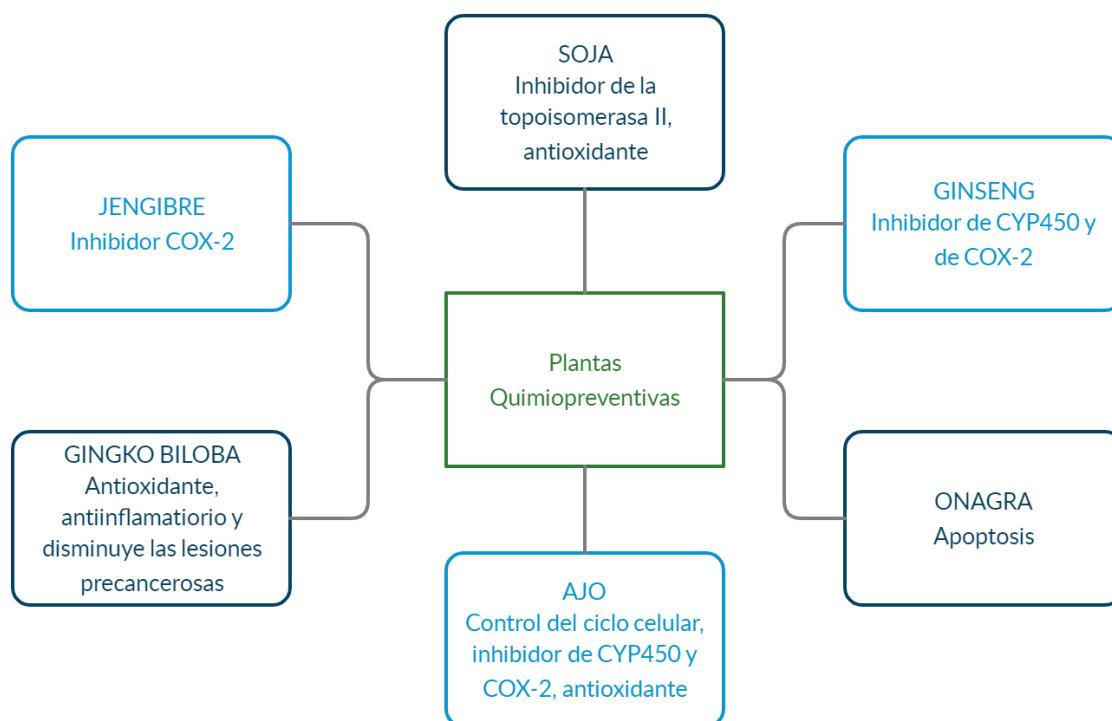 SOJA
Inhibidor de la
topoisomerasa II,
antioxidante
JENGIBRE
Inhibidor COX-2
GINSENG
Inhibidor de CYP450 y
de COX-2
Plantas
Quimiopreventivas
GINGKO BILOBA
Antioxidante,
antiinflamatiorio y
disminuye las lesiones
precancerosas
ONAGRA
Apoptosis
AJO
Control del ciclo celular,
inhibidor de CYP450 y
COX-2, antioxidante